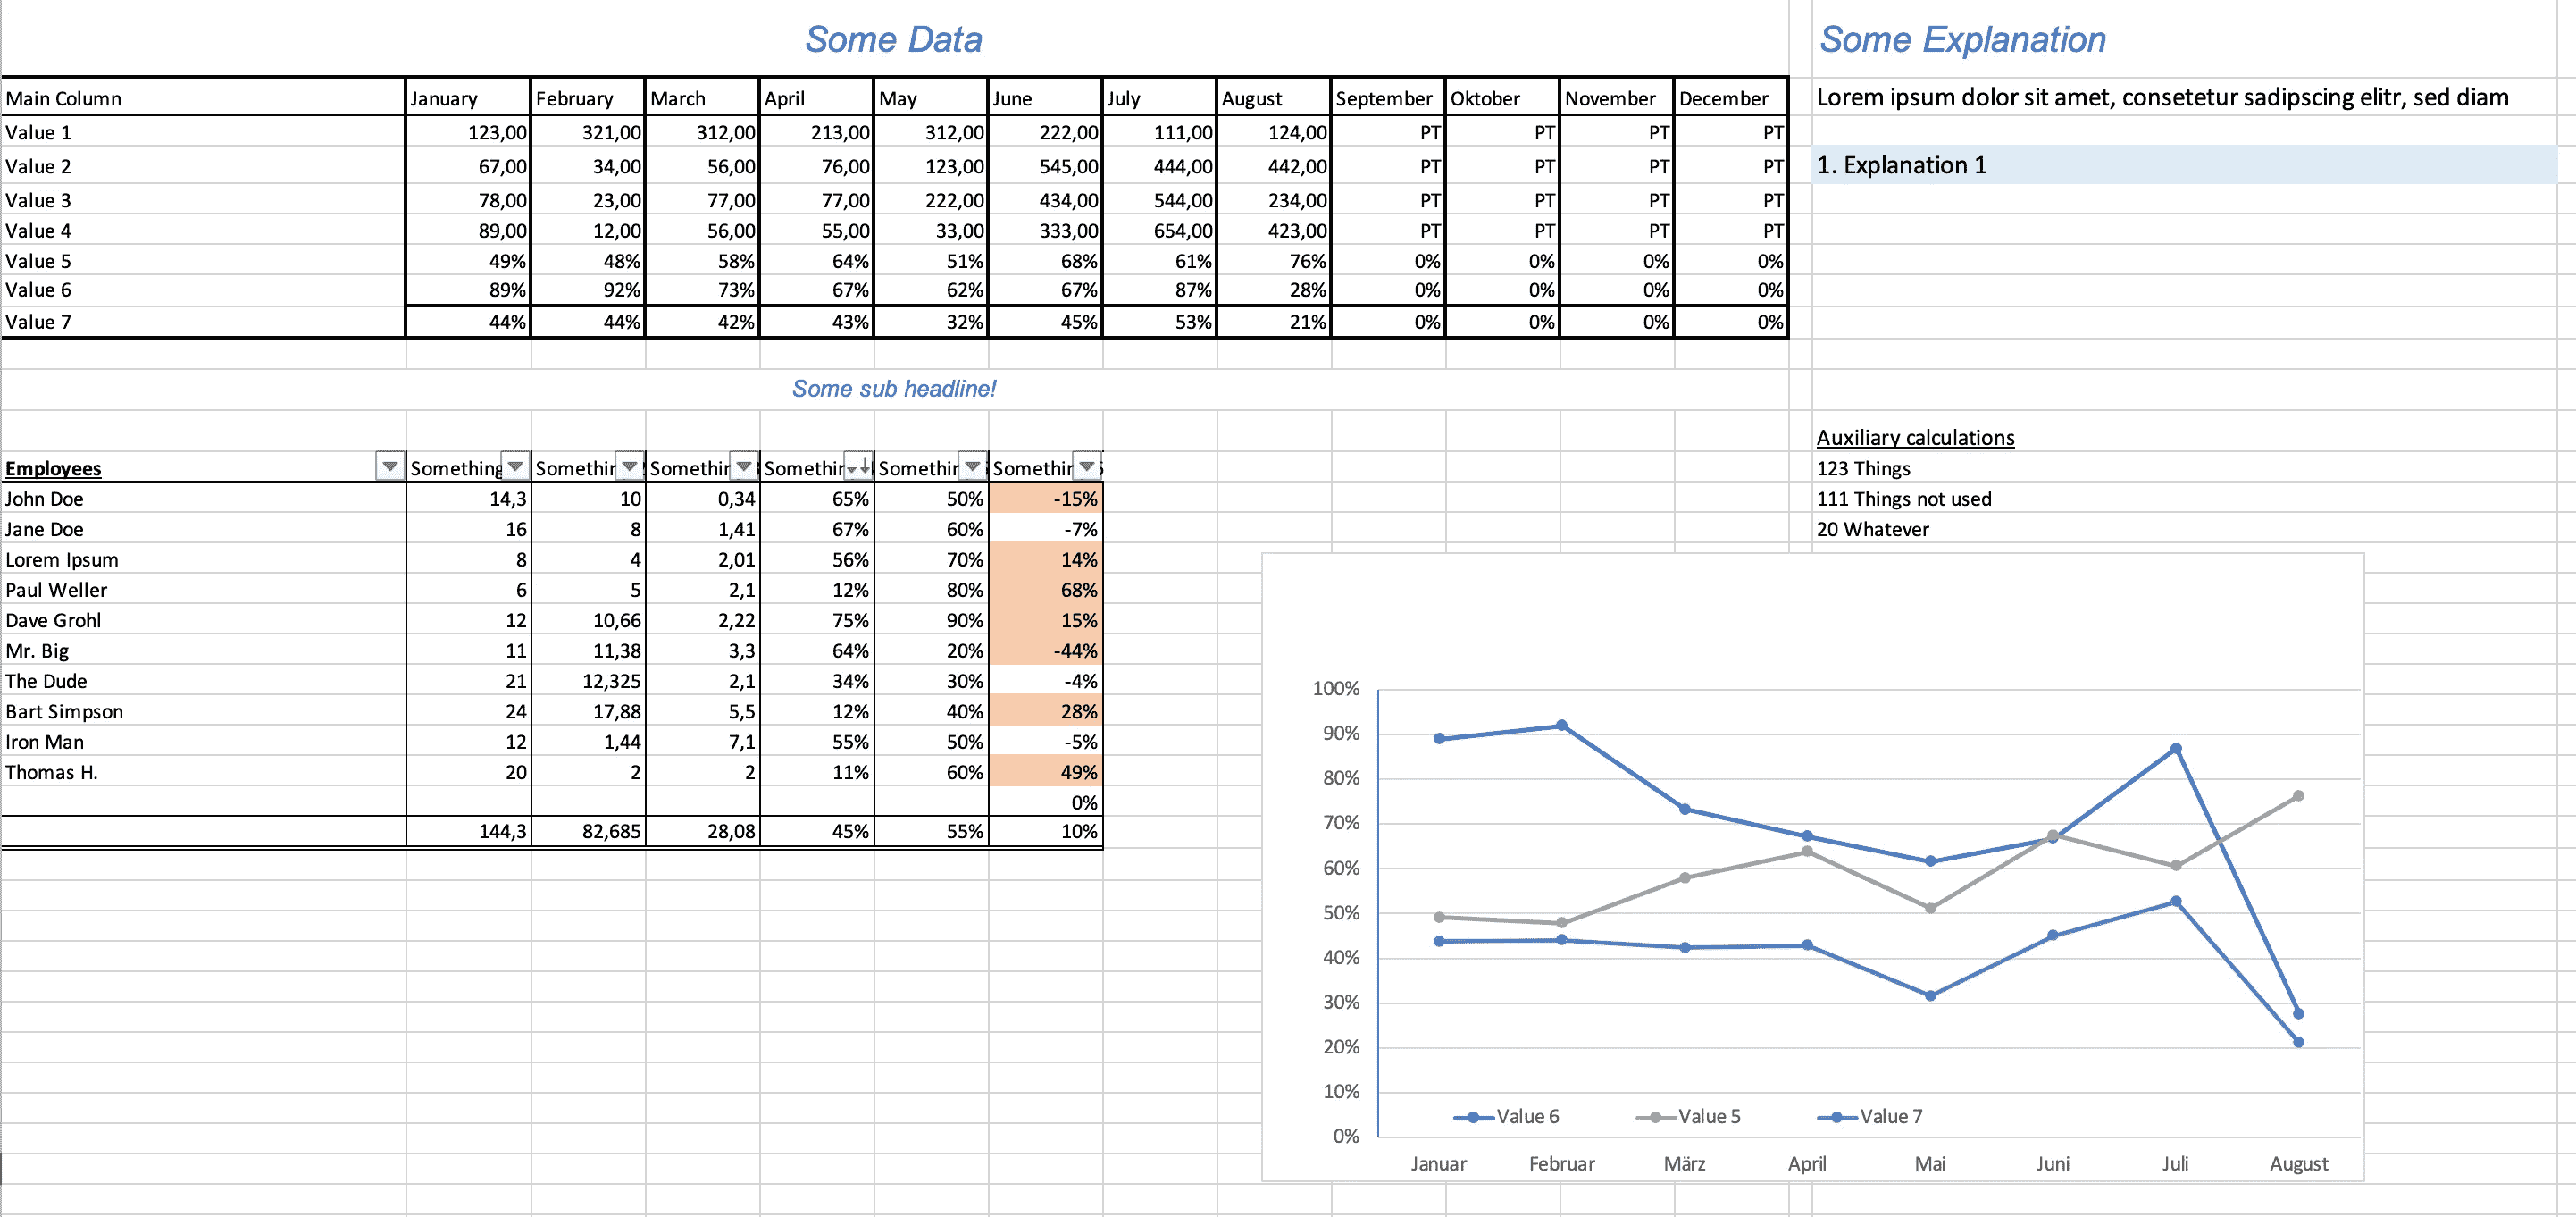 Some Data
Some Explanation
Main Column January February March April May June July August September Oktober November December
Lorem ipsum dolor sit amet, consetetur sadipscing elitr, sed diam
Value 1 123,00 321,00 312,00 213,00 312,00 222,00 111,00 124,00 PT PT PT PT
Value 2 67,00 34,00 56,00 76,00 123,00 545,00 444,00 442,00 PT PT PT PT
1. Explanation 1
Value 3 78,00 23,00 77,00 77,00 222,00 434,00 544,00 234,00 PT PT PT PT
Value 4 89,00 12,00 56,00 55,00 33,00 333,00 654,00 423,00 PT PT PT PT
Value 5 49% 48% 58% 64% 51% 68% 61% 76% 0% 0% 0% 0%
Value 6 89% 92% 73% 67% 62% 67% 87% 28% 0% 0% 0% 0%
Value 7 44% 44% 42% 43% 32% 45% 53% 21% 0% 0% 0% 0%
Some sub headline!
Employees Something Somethin Somethin Somethin Somethin Somethin
John Doe 14,3 10 0,34 65% 50% -15%
Jane Doe 16 8 1,41 67% 60% -7%
Lorem Ipsum 8 4 2,01 56% 70% 14%
Paul Weller 6 5 2,1 12% 80% 68%
Dave Grohl 12 10,66 2,22 75% 90% 15%
Mr. Big 11 11,38 3,3 64% 20% -44%
The Dude 21 12,325 2,1 34% 30% -4%
Bart Simpson 24 17,88 5,5 12% 40% 28%
Iron Man 12 1,44 7,1 55% 50% -5%
Thomas H. 20 2 2 11% 60% 49%
0%
144,3 82,685 28,08 45% 55% 10%
Auxiliary calculations
123 Things
111 Things not used
20 Whatever
100%
90%
80%
70%
60%
50%
40%
30%
20%
10%
0%
Value 6 Value 5 Value 7
Januar Februar März April Mai Juni Juli August